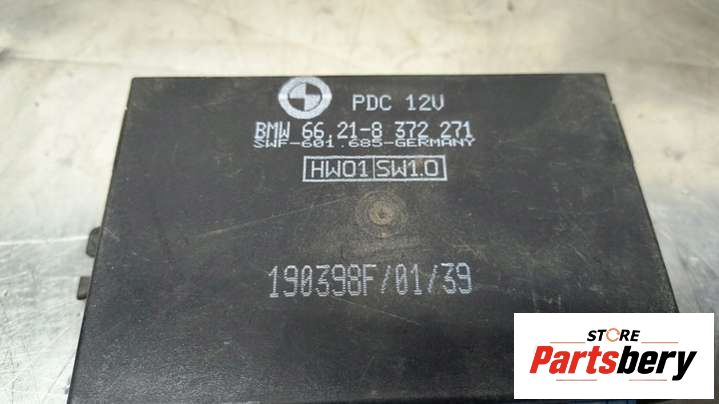 PDC 12V
BMW 66.21-8 372 271
SWF-601.685-GERMANY
HW01 SW1.0
190398F/01/39
STORE
Partsbery